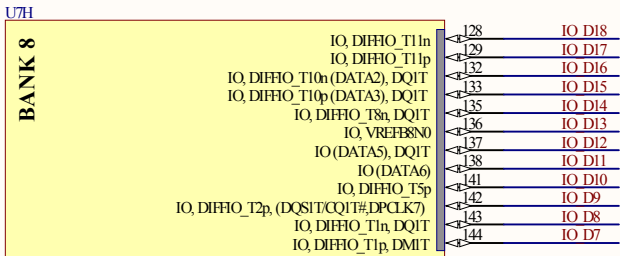 U7H
BANK 8
IO, DIFFIO_T11n 128 IO D18
IO, DIFFIO_T11p 129 IO D17
IO, DIFFIO_T10n (DATA2), DQ1T 132 IO D16
IO, DIFFIO_T10p (DATA3), DQ1T 133 IO D15
IO, DIFFIO_T8n, DQ1T 135 IO D14
IO, VREFB8N0 136 IO D13
IO (DATA5), DQ1T 137 IO D12
IO (DATA6) 138 IO D11
IO, DIFFIO_T5p 141 IO D10
IO, DIFFIO_T2p, (DQS1T/CQ1T#,DPCLK7) 142 IO D9
IO, DIFFIO_T1n, DQ1T 143 IO D8
IO, DIFFIO_T1p, DM1T 144 IO D7